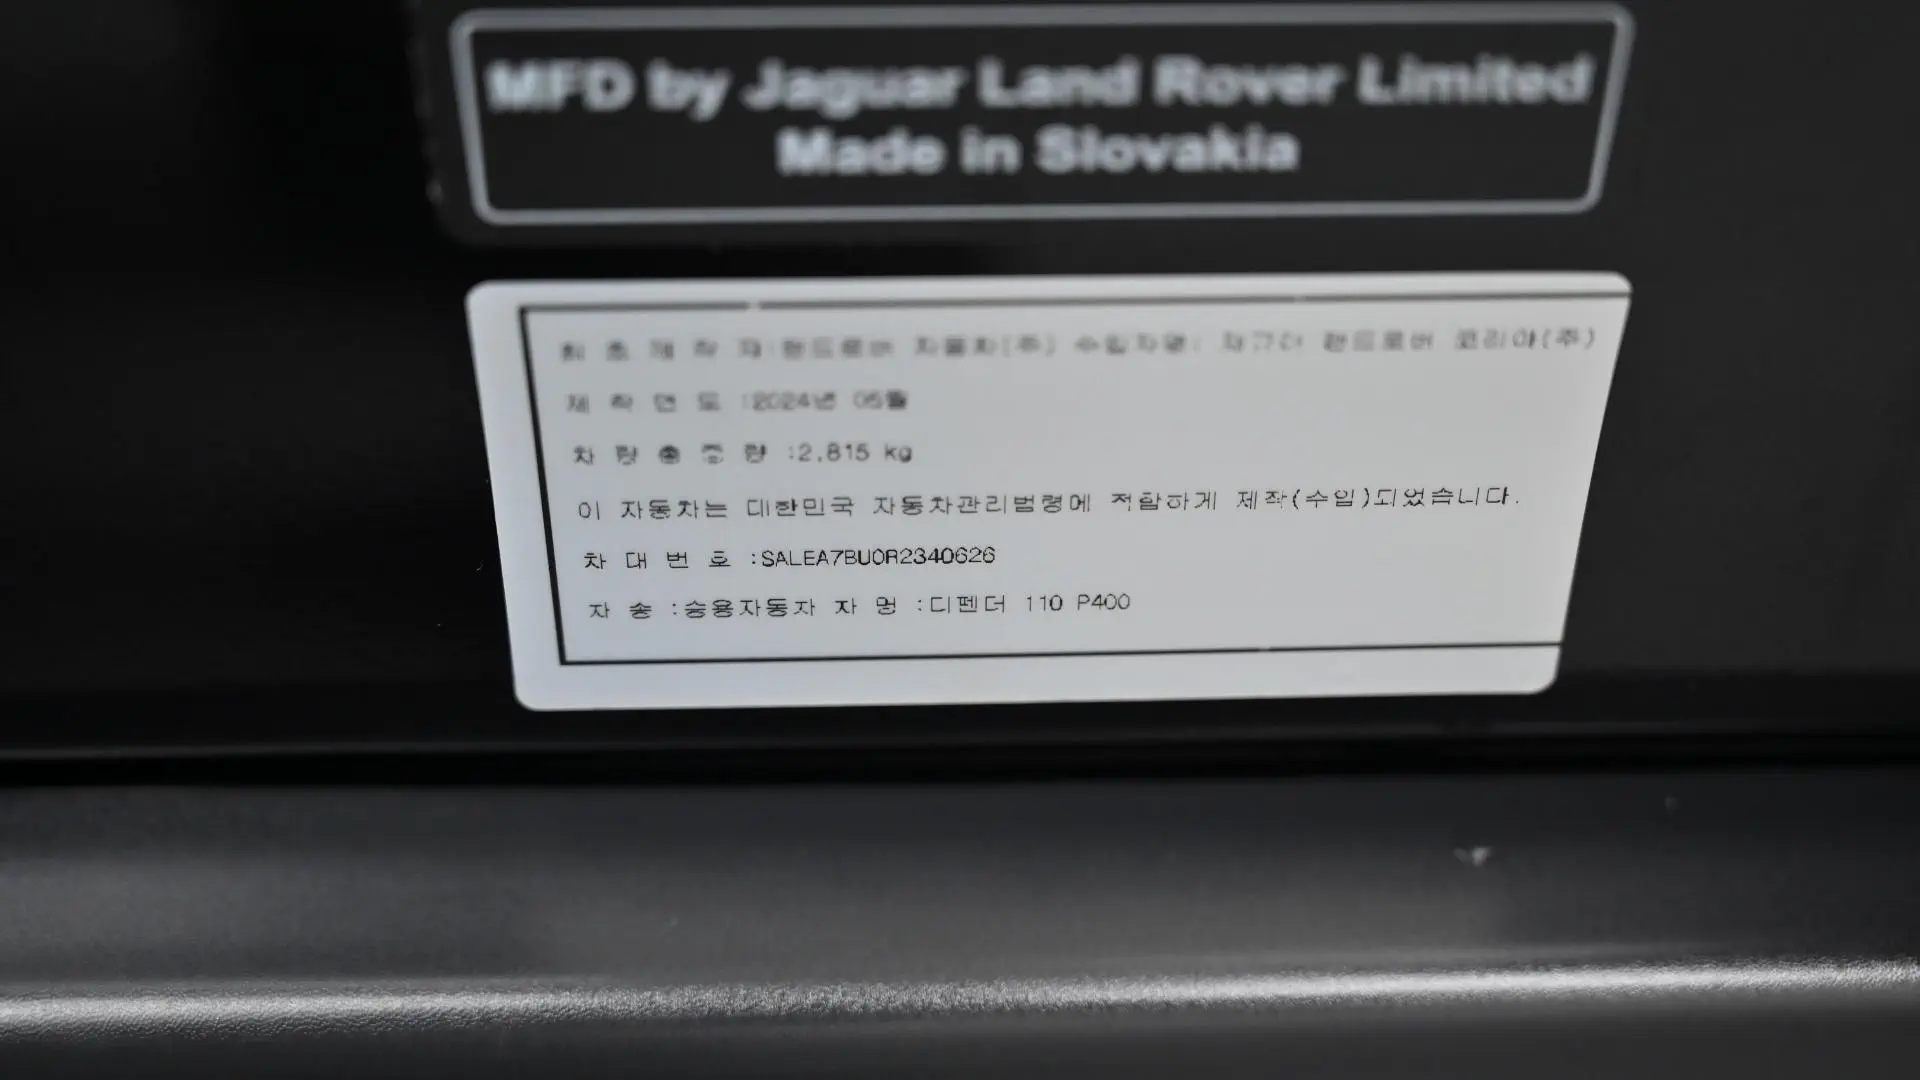 MFD by Jaguar Land Rover Limited
Made in Slovakia
최 초 제 작 자:랜드로버 자동차(주) 수입자명: 재규어 랜드로버 코리아(주)
제 작 연 도 :2024년 05월
차 량 총 중 량 :2,815 kg
이 자동차는 대한민국 자동차관리법령에 적합하게 제작(수입)되었습니다.
차 대 번 호 :SALEA7BU0R2340626
차 종 :승용자동차 차 명 :디펜더 110 P400